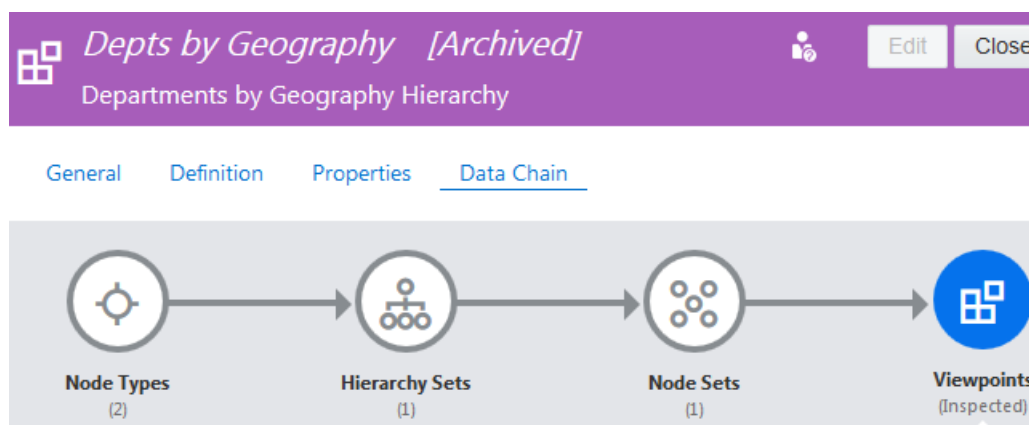 Depts by Geography [Archived]
Edit
Close
Departments by Geography Hierarchy
General Definition Properties Data Chain
Node Types Hierarchy Sets Node Sets Viewpoints
(2) (1) (1) (Inspected)